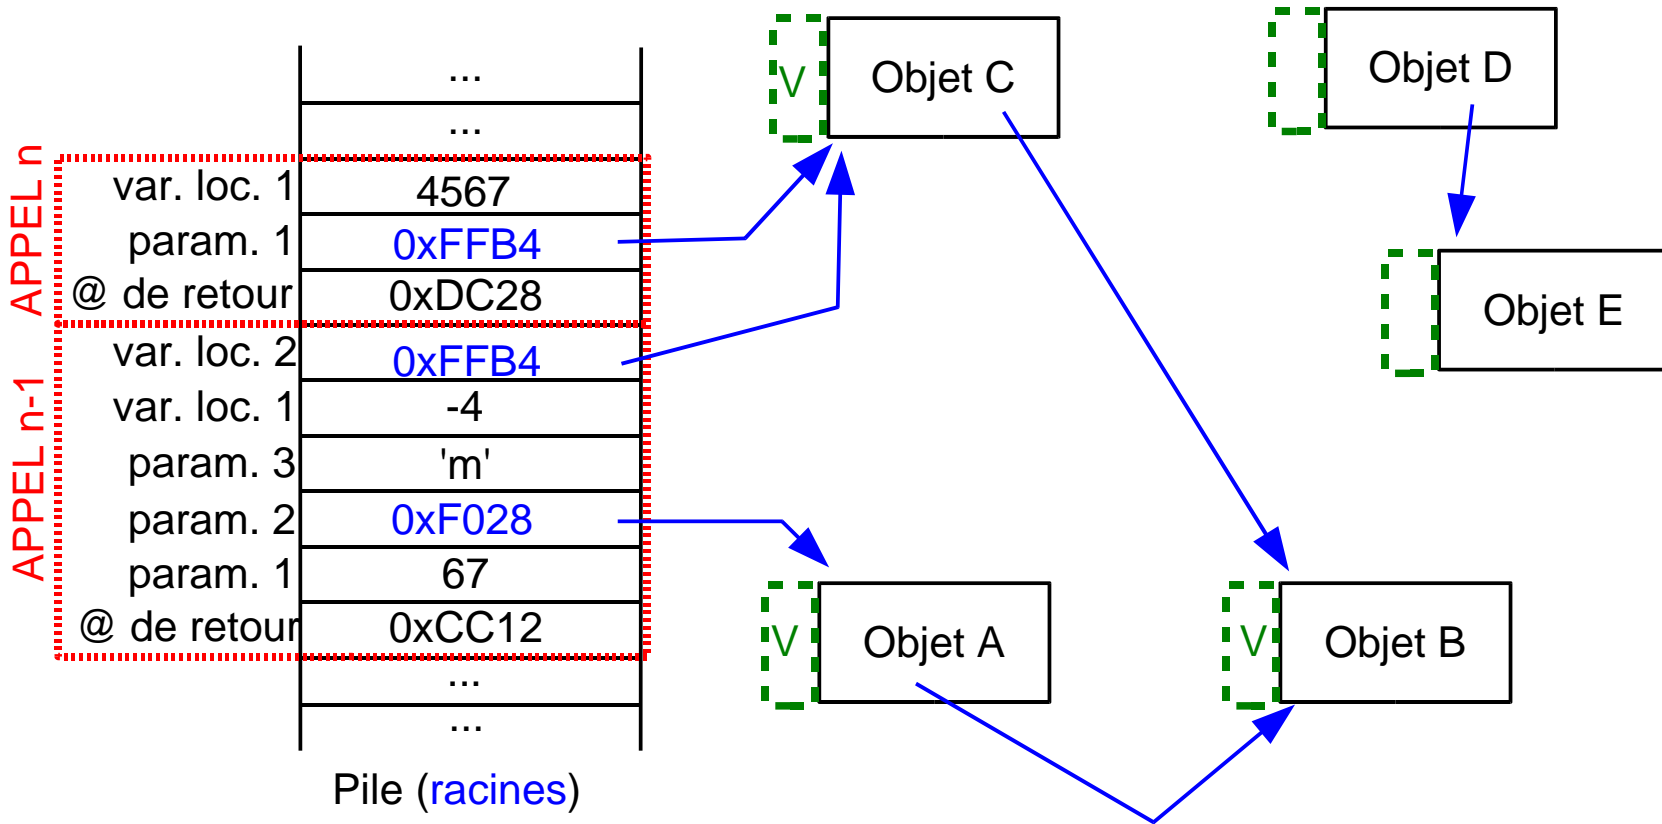 ...
...
APPEL n
var. loc. 1 4567
param. 1 0xFFB4
@ de retour 0xDC28
APPEL n-1
var. loc. 2 0xFFB4
var. loc. 1 -4
param. 3 'm'
param. 2 0xF028
param. 1 67
@ de retour 0xCC12
...
...
Pile (racines)
V Objet C
Objet D
Objet E
V Objet A
V Objet B